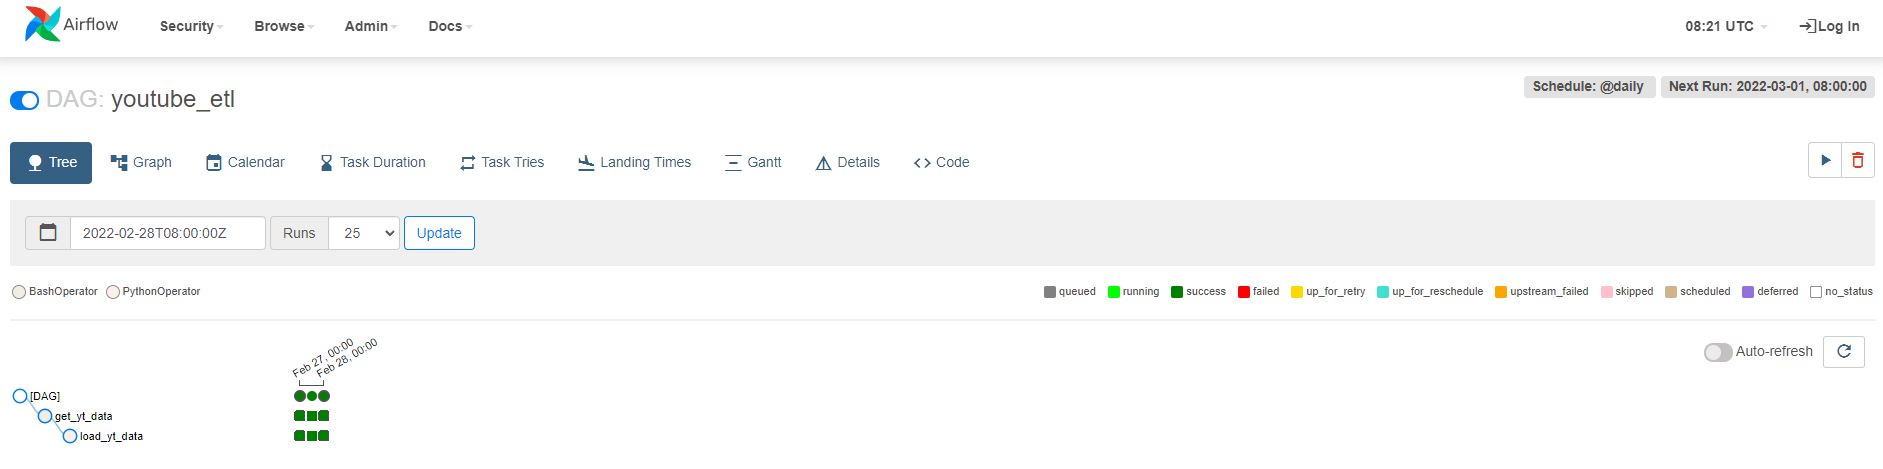 Airflow Security Browse Admin Docs 08:21 UTC Log In
Schedule: @daily Next Run: 2022-03-01, 08:00:00
DAG: youtube_etl
Tree Graph Calendar Task Duration Task Tries Landing Times Gantt Details Code
2022-02-28T08:00:00Z Runs 25 Update
BashOperator PythonOperator queued running success failed up_for_retry up_for_reschedule upstream_failed skipped scheduled deferred no_status
Feb 27, 00:00
Feb 28, 00:00
Auto-refresh
[DAG]
get_yt_data
load_yt_data